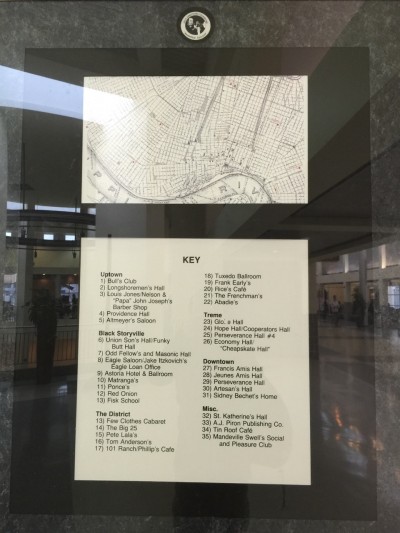 PPI
RIV
KEY
Uptown
1) Bull's Club
2) Longshoremen's Hall
3) Louis Jones/Nelson &
"Papa" John Joseph's
Barber Shop
4) Providence Hall
5) Altmeyer's Saloon
Black Storyville
6) Union Son's Hall/Funky
Butt Hall
7) Odd Fellow's and Masonic Hall
8) Eagle Saloon/Jake Itzkovich's
Eagle Loan Office
9) Astoria Hotel & Ballroom
10) Matranga's
11) Ponce's
12) Red Onion
13) Fisk School
The District
13) Few Clothes Cabaret
14) The Big 25
15) Pete Lala's
16) Tom Anderson's
17) 101 Ranch/Phillip's Cafe
18) Tuxedo Ballroom
19) Frank Early's
20) Rice's Café
21) The Frenchman's
22) Abadie's
Treme
23) Globe Hall
24) Hope Hall/Cooperators Hall
25) Perseverance Hall #4
26) Economy Hall/
"Cheapskate Hall"
Downtown
27) Francis Amis Hall
28) Jeunes Amis Hall
29) Perseverance Hall
30) Artesan's Hall
31) Sidney Bechet's Home
Misc.
32) St. Katherine's Hall
33) A.J. Piron Publishing Co.
34) Tin Roof Café
35) Mandeville Swell's Social
and Pleasure Club